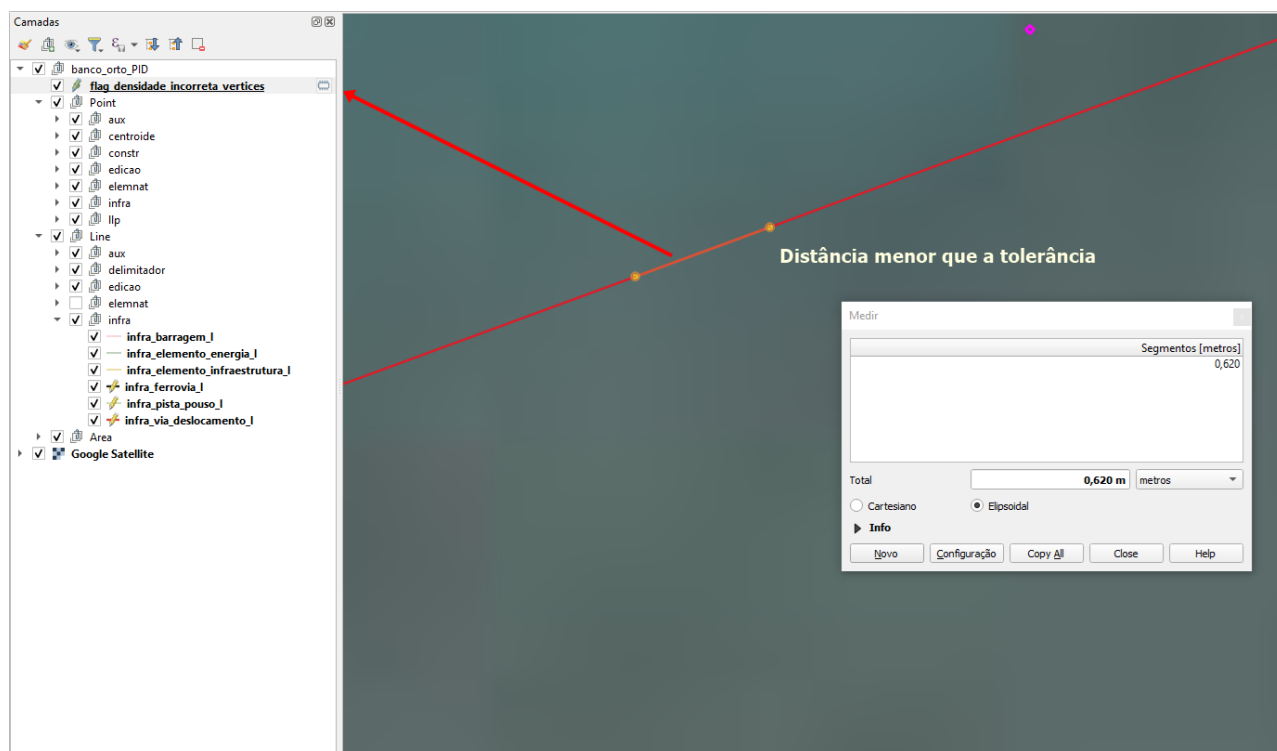 Camadas
banco_orto_PID
flag_densidade_incorreta_vertices
Point
aux
centroide
constr
edicao
elemnat
infra
llp
Line
aux
delimitador
edicao
elemnat
infra
infra_barragem_l
infra_elemento_energia_l
infra_elemento_infraestrutura_l
infra_ferrovia_l
infra_pista_pouso_l
infra_via_deslocamento_l
Area
Google Satellite
Distância menor que a tolerância
Medir
Segmentos [metros]
0,620
Total 0,620 m metros
Cartesiano Elipsoidal
Info
Novo Configuração Copy All Close Help